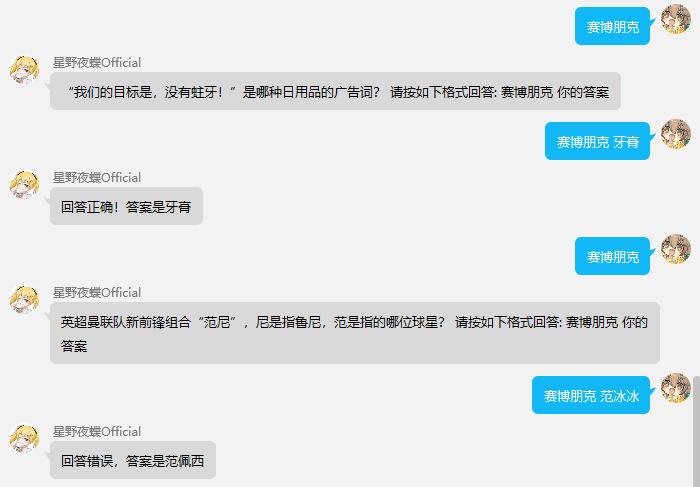 赛博朋克
星野夜蝶Official
“我们的目标是，没有蛀牙！”是哪种日用品的广告词？ 请按如下格式回答: 赛博朋克 你的答案
赛博朋克 牙膏
星野夜蝶Official
回答正确！答案是牙膏
赛博朋克
星野夜蝶Official
英超曼联队新前锋组合“范尼”，尼是指鲁尼，范是指的哪位球星？ 请按如下格式回答: 赛博朋克 你的
答案
赛博朋克 范冰冰
星野夜蝶Official
回答错误，答案是范佩西